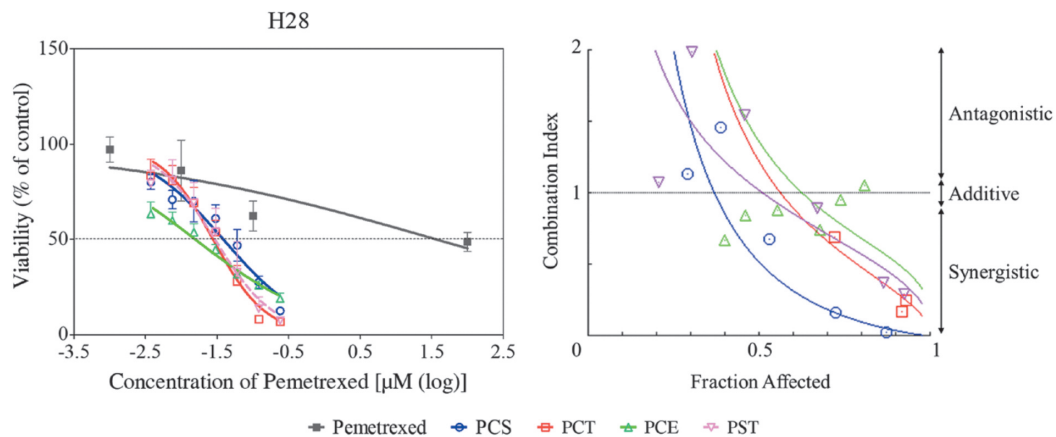 H28
150
100
50
0
Viability (% of control)
-3.5 -2.5 -1.5 -0.5 0.5 1.5 2.5
Concentration of Pemetrexed [μM (log)]
2
1
Combination Index
0 0.5 1
Fraction Affected
Antagonistic
Additive
Synergistic
Pemetrexed PCS PCT PCE PST